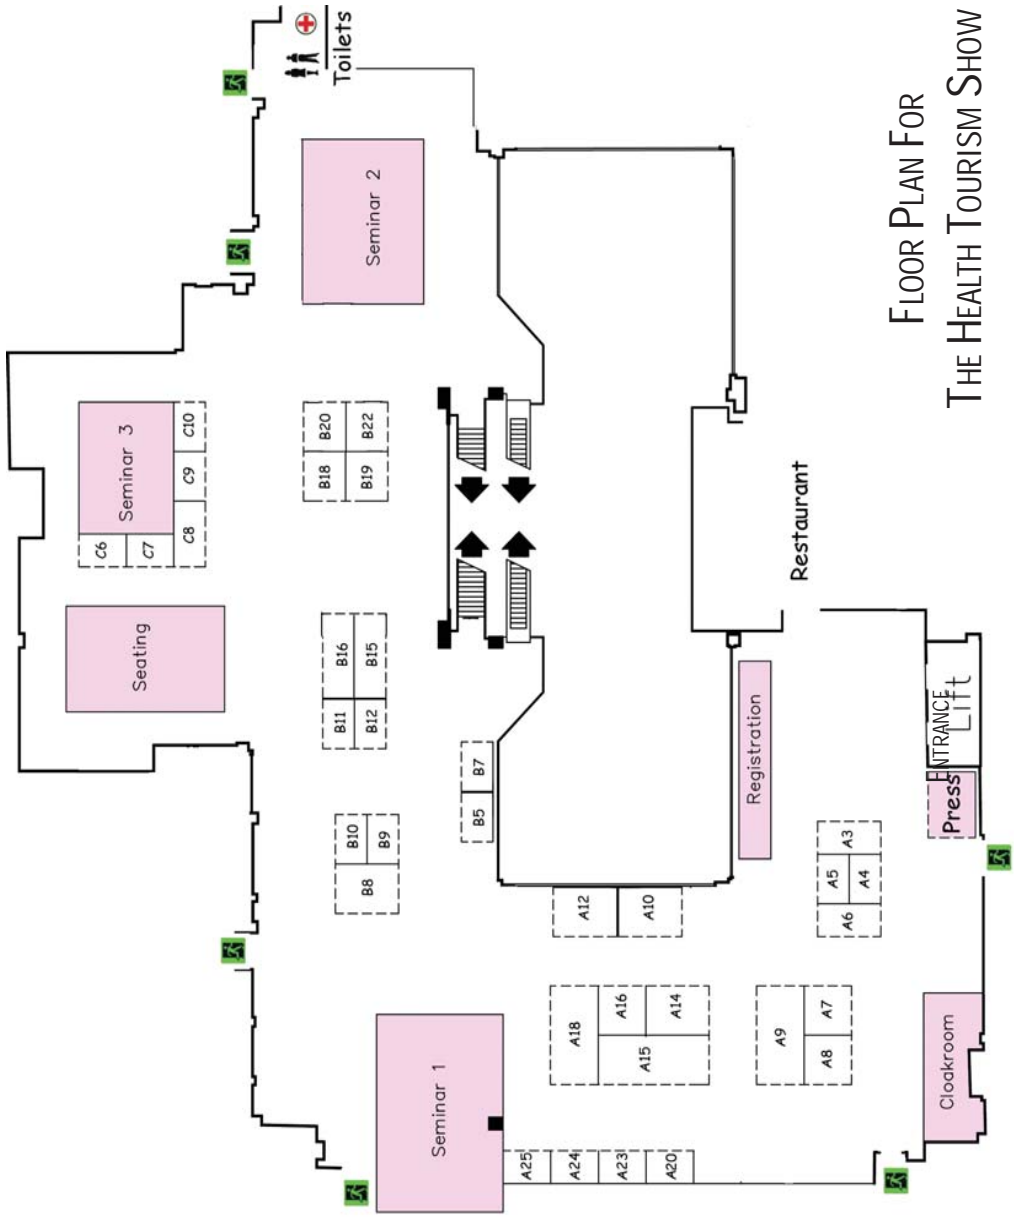 FLOOR PLAN FOR
THE HEALTH TOURISM SHOW
Toilets
Seminar 2
Seminar 3
C10
C9
C8
C7
C6
B20
B22
B18
B19
Seating
B16
B15
B11
B12
B7
B5
B10
B9
B8
Restaurant
Registration
ENTRANCE
Lift
Press
A3
A5
A4
A6
A12
A10
A18
A16
A14
A15
A9
A7
A8
Cloakroom
Seminar 1
A25
A24
A23
A20